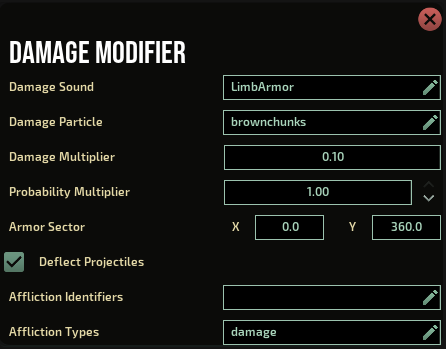 DAMAGE MODIFIER
Damage Sound LimbArmor
Damage Particle brownchunks
Damage Multiplier 0.10
Probability Multiplier 1.00
Armor Sector X 0.0 Y 360.0
Deflect Projectiles
Affliction Identifiers
Affliction Types damage